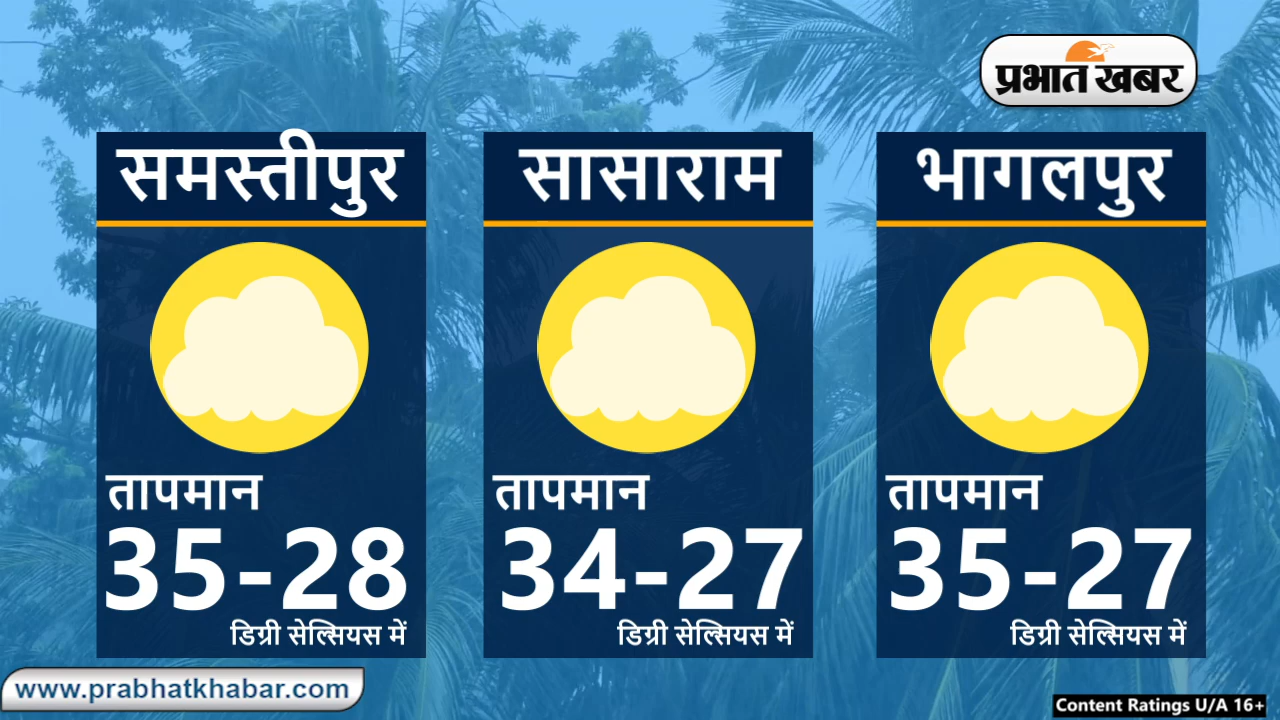 प्रभात खबर
समस्तीपुर
तापमान
35-28
डिग्री सेल्सियस में
सासाराम
तापमान
34-27
डिग्री सेल्सियस में
भागलपुर
तापमान
35-27
डिग्री सेल्सियस में
www.prabhatkhabar.com
Content Ratings U/A 16+